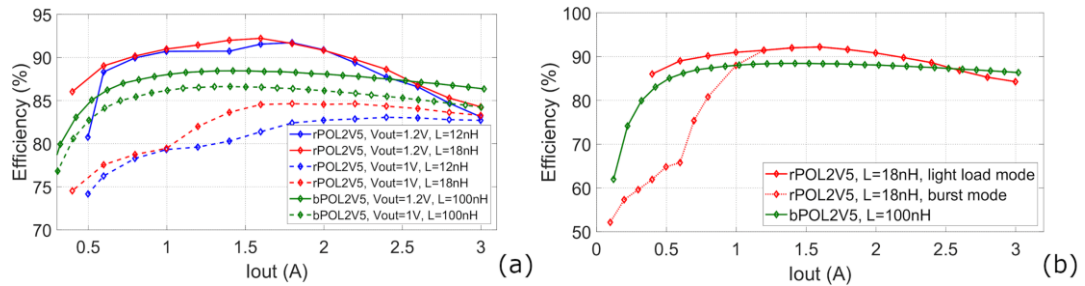 95
90
85
80
75
70
Efficiency (%)
0.5
1
1.5
2
2.5
3
Iout (A)
rPOL2V5, Vout=1.2V, L=12nH
rPOL2V5, Vout=1.2V, L=18nH
rPOL2V5, Vout=1V, L=12nH
rPOL2V5, Vout=1V, L=18nH
bPOL2V5, Vout=1.2V, L=100nH
bPOL2V5, Vout=1V, L=100nH
(a)
100
90
80
70
60
50
Efficiency (%)
0
0.5
1
1.5
2
2.5
3
Iout (A)
rPOL2V5, L=18nH, light load mode
rPOL2V5, L=18nH, burst mode
bPOL2V5, L=100nH
(b)